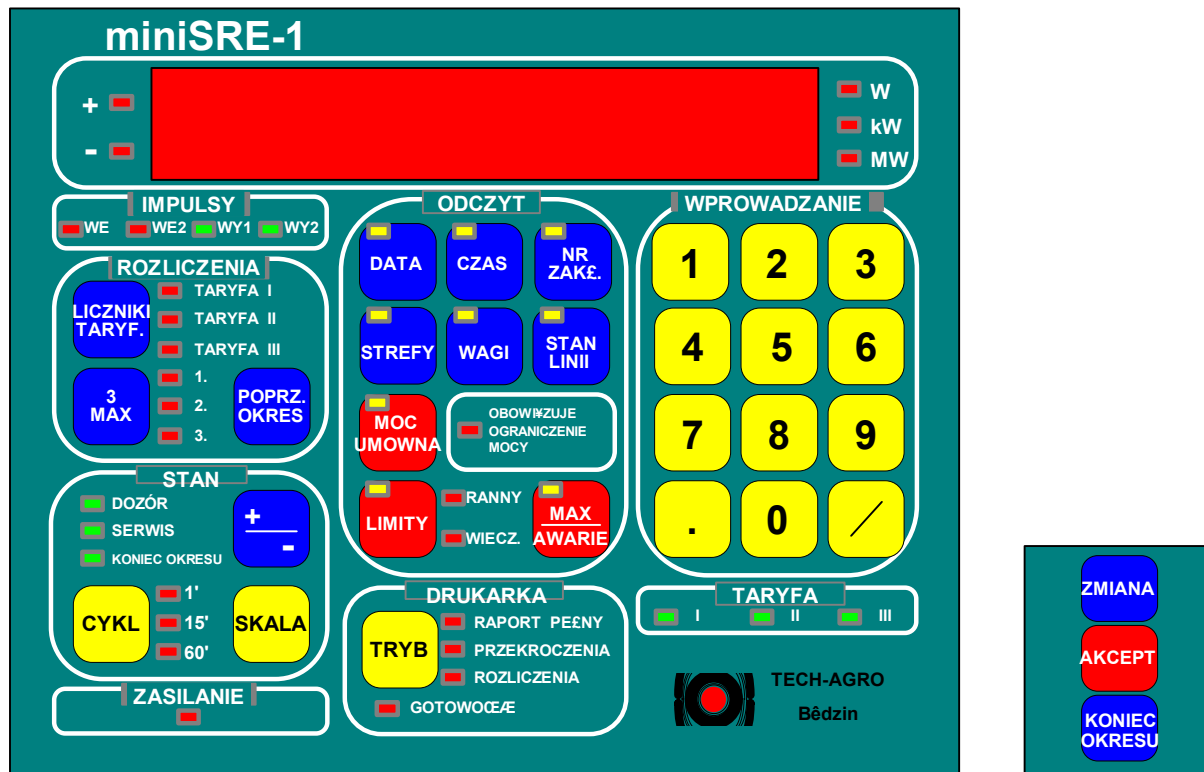 miniSRE-1
+
-
W
kW
MW
IMPULSY
WE
WE2
WY1
WY2
ROZLICZENIA
LICZNIKI
TARYF.
TARYFA I
TARYFA II
TARYFA III
3
MAX
1.
2.
3.
POPRZ.
OKRES
STAN
DOZÓR
SERWIS
KONIEC OKRESU
+
-
CYKL
1'
15'
60'
SKALA
ZASILANIE
ODCZYT
DATA
CZAS
NR
ZAK£.
STREFY
WAGI
STAN
LINII
MOC
UMOWNA
OBOWI¥ZUJE
OGRANICZENIE
MOCY
LIMITY
RANNY
WIECZ.
MAX
AWARIE
DRUKARKA
TRYB
RAPORT PE£NY
PRZEKROCZENIA
ROZLICZENIA
GOTOWOŒÆ
WPROWADZANIE
1
2
3
4
5
6
7
8
9
.
0
/
TARYFA
I
II
III
TECH-AGRO
Bêdzin
ZMIANA
AKCEPT
KONIEC
OKRESU